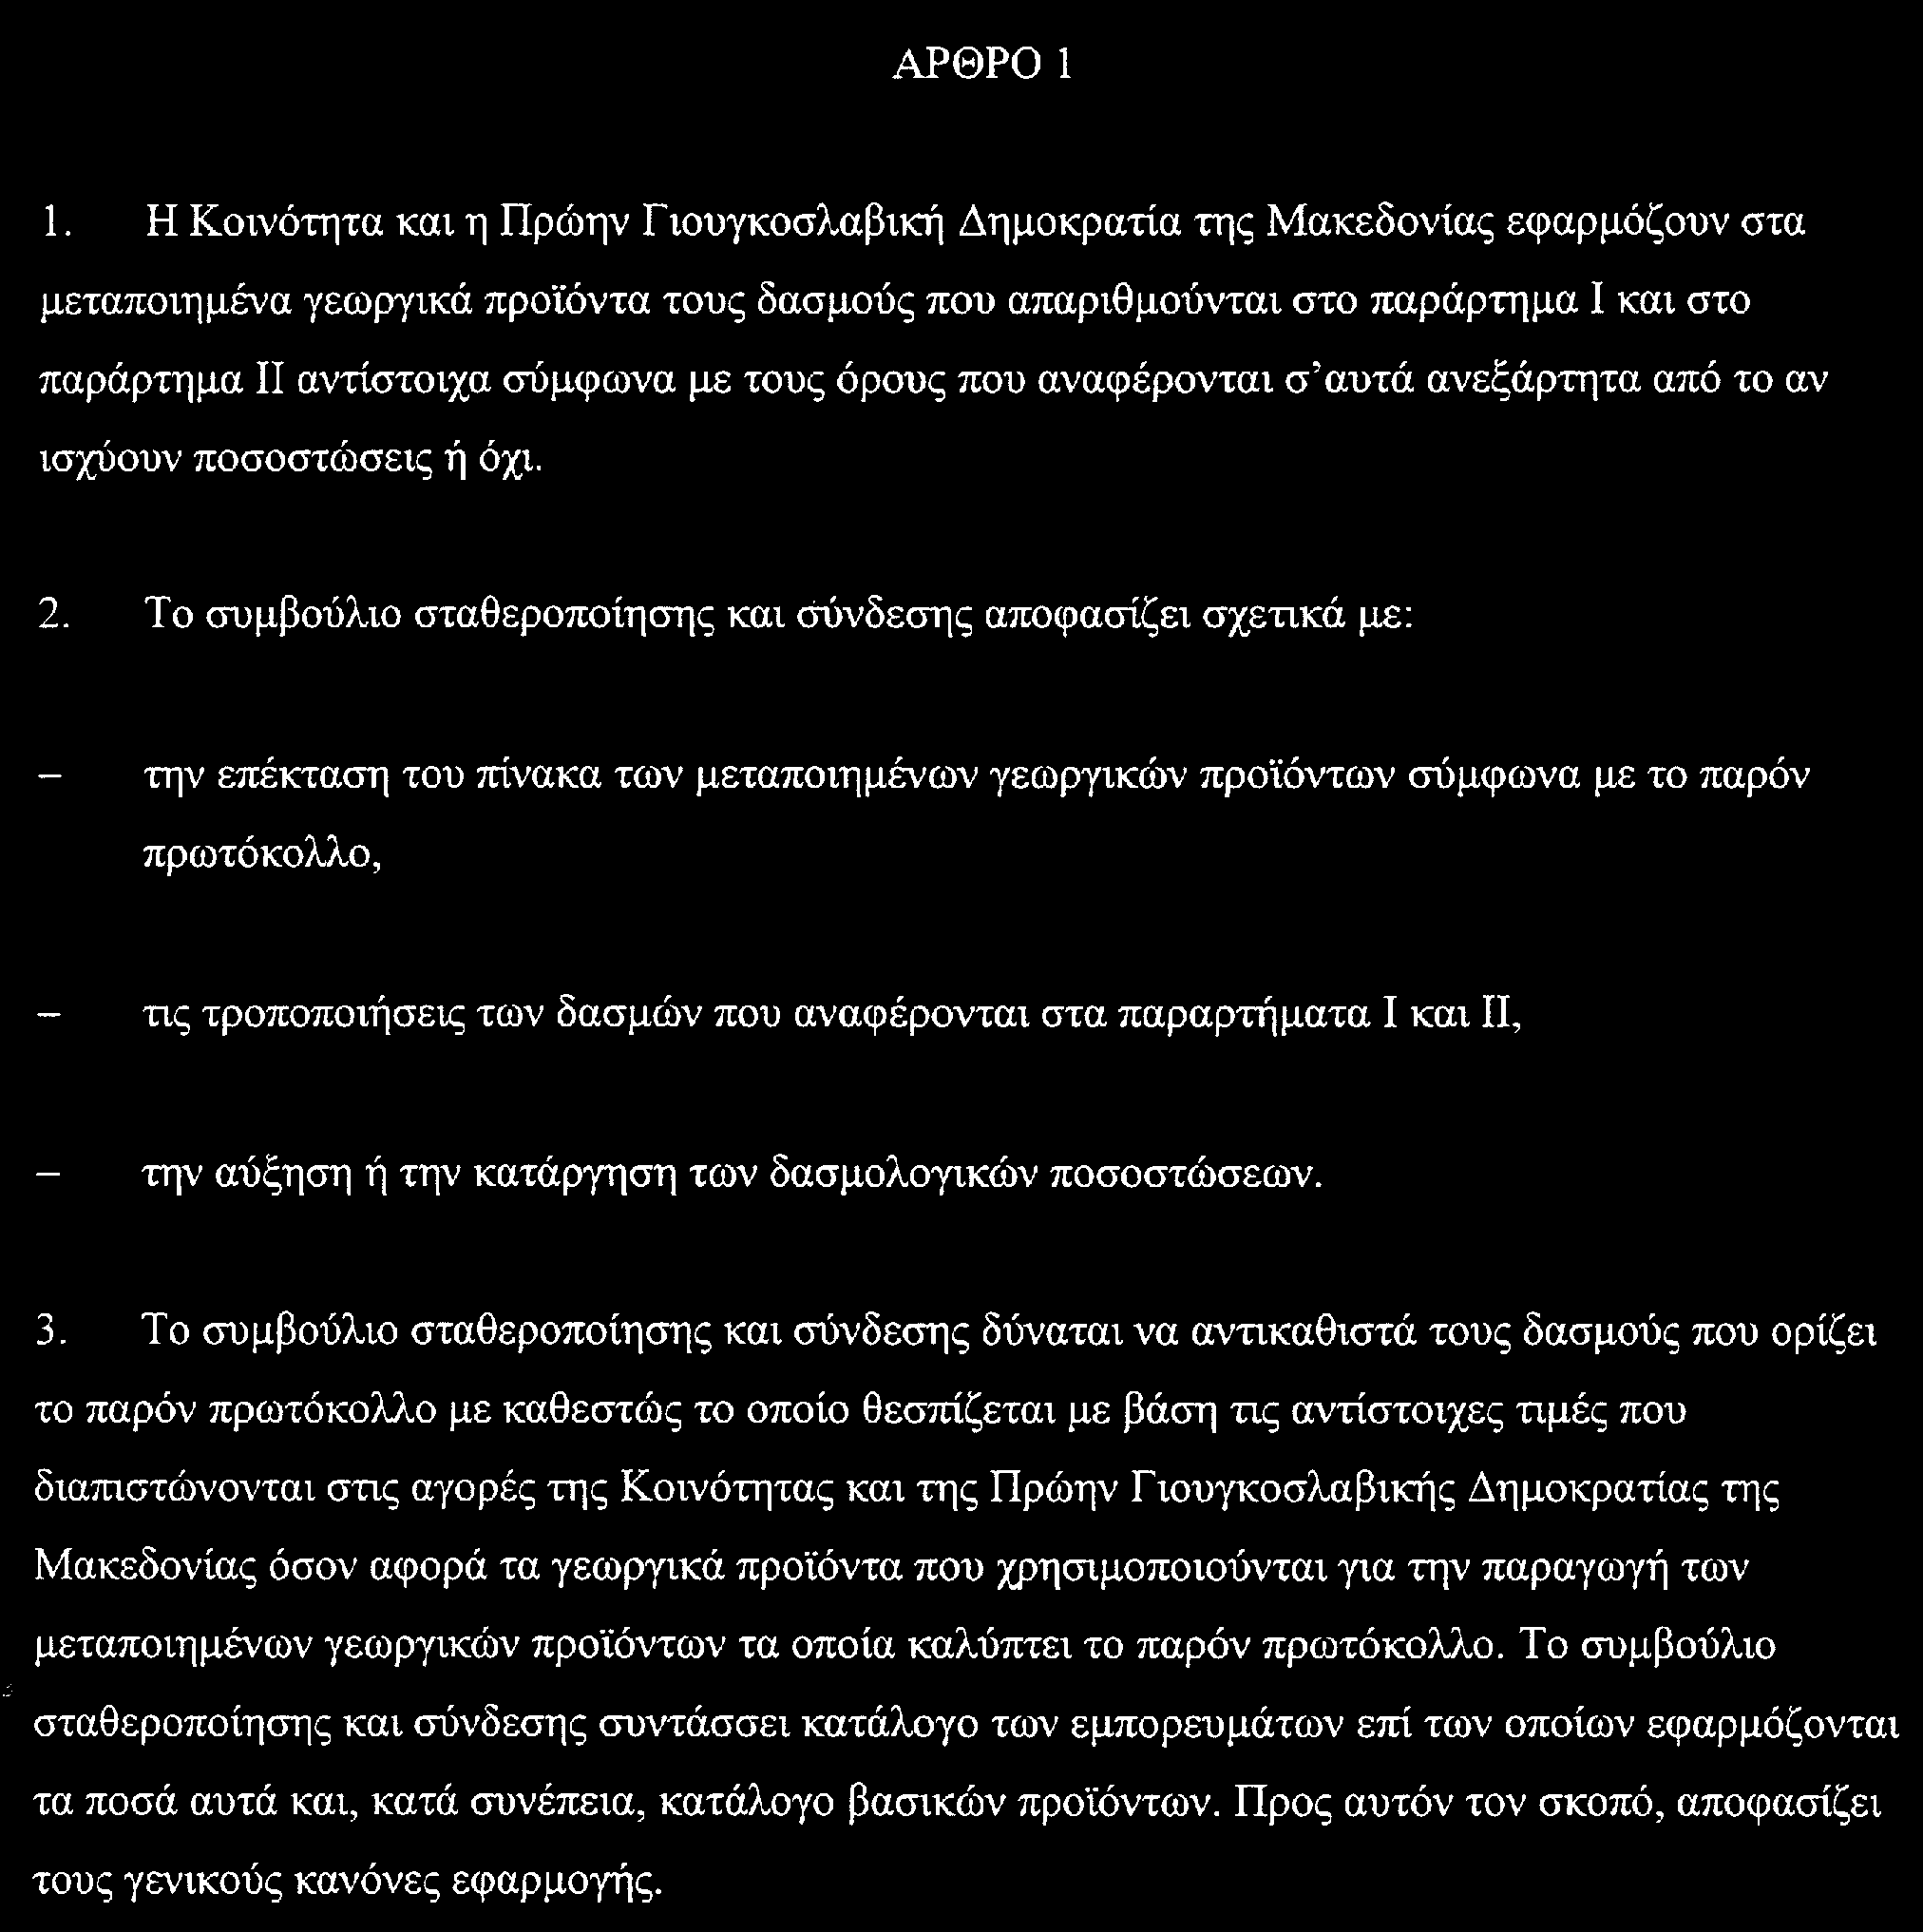 ΑΡΘΡΟ 1
1. Η Κοινότητα και η Πρώην Γιουγκοσλαβική Δημοκρατία της Μακεδονίας εφαρμόζουν στα
μεταποιημένα γεωργικά προϊόντα τους δασμούς που απαριθμούνται στο παράρτημα Ι και στο
παράρτημα ΙΙ αντίστοιχα σύμφωνα με τους όρους που αναφέρονται σ’αυτά ανεξάρτητα από το αν
ισχύουν ποσοστώσεις ή όχι.
2. Το συμβούλιο σταθεροποίησης και σύνδεσης αποφασίζει σχετικά με:
– την επέκταση του πίνακα των μεταποιημένων γεωργικών προϊόντων σύμφωνα με το παρόν
πρωτόκολλο,
– τις τροποποιήσεις των δασμών που αναφέρονται στα παραρτήματα Ι και ΙΙ,
– την αύξηση ή την κατάργηση των δασμολογικών ποσοστώσεων.
3. Το συμβούλιο σταθεροποίησης και σύνδεσης δύναται να αντικαθιστά τους δασμούς που ορίζει
το παρόν πρωτόκολλο με καθεστώς το οποίο θεσπίζεται με βάση τις αντίστοιχες τιμές που
διαπιστώνονται στις αγορές της Κοινότητας και της Πρώην Γιουγκοσλαβικής Δημοκρατίας της
Μακεδονίας όσον αφορά τα γεωργικά προϊόντα που χρησιμοποιούνται για την παραγωγή των
μεταποιημένων γεωργικών προϊόντων τα οποία καλύπτει το παρόν πρωτόκολλο. Το συμβούλιο
σταθεροποίησης και σύνδεσης συντάσσει κατάλογο των εμπορευμάτων επί των οποίων εφαρμόζονται
τα ποσά αυτά και, κατά συνέπεια, κατάλογο βασικών προϊόντων. Προς αυτόν τον σκοπό, αποφασίζει
τους γενικούς κανόνες εφαρμογής.